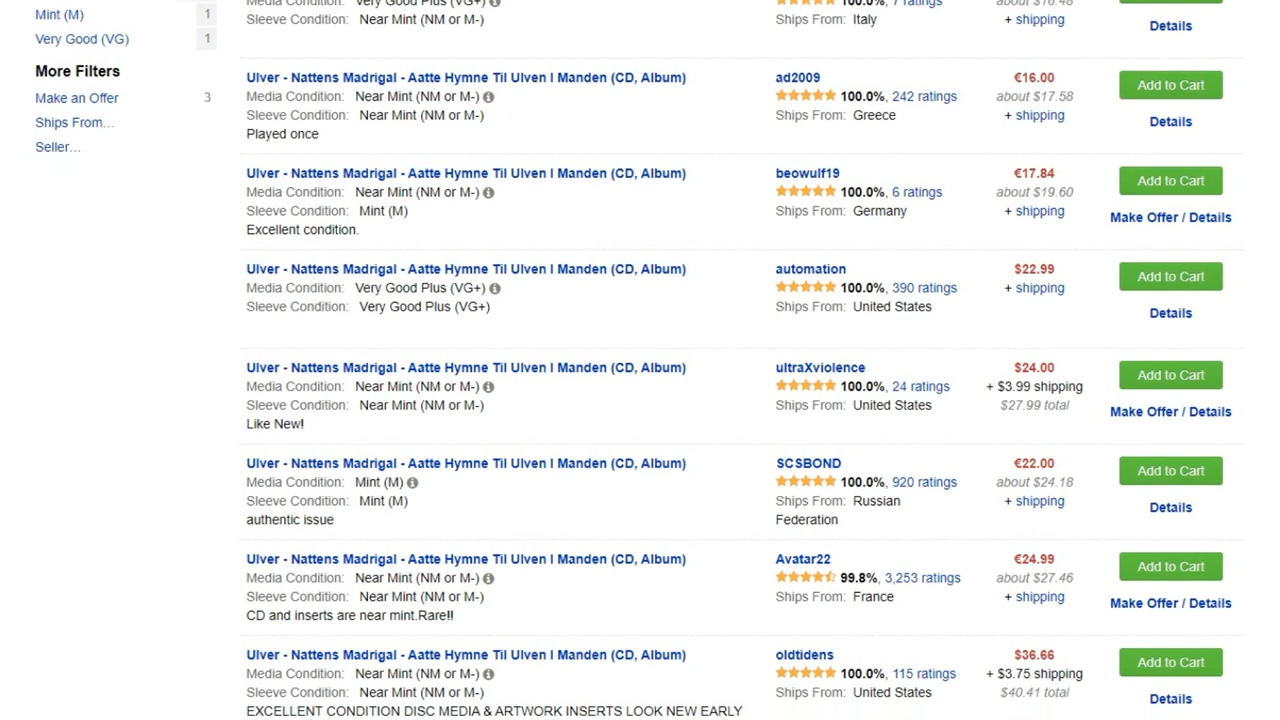 Mint (M) 1
Very Good (VG) 1
More Filters
Make an Offer 3
Ships From...
Seller...
Media Condition: Very Good Plus (VG+) 100.0%, 7 ratings about $16.48
Sleeve Condition: Near Mint (NM or M-) Ships From: Italy + shipping Details
Ulver - Nattens Madrigal - Aatte Hymne Til Ulven I Manden (CD, Album) ad2009 €16.00 Add to Cart
Media Condition: Near Mint (NM or M-) 100.0%, 242 ratings about $17.58
Sleeve Condition: Near Mint (NM or M-) Ships From: Greece + shipping Details
Played once
Ulver - Nattens Madrigal - Aatte Hymne Til Ulven I Manden (CD, Album) beowulf19 €17.84 Add to Cart
Media Condition: Near Mint (NM or M-) 100.0%, 6 ratings about $19.60
Sleeve Condition: Mint (M) Ships From: Germany + shipping Make Offer / Details
Excellent condition.
Ulver - Nattens Madrigal - Aatte Hymne Til Ulven I Manden (CD, Album) automation $22.99 Add to Cart
Media Condition: Very Good Plus (VG+) 100.0%, 390 ratings + shipping
Sleeve Condition: Very Good Plus (VG+) Ships From: United States Details
Ulver - Nattens Madrigal - Aatte Hymne Til Ulven I Manden (CD, Album) ultraXviolence $24.00 Add to Cart
Media Condition: Near Mint (NM or M-) 100.0%, 24 ratings + $3.99 shipping
Sleeve Condition: Near Mint (NM or M-) Ships From: United States $27.99 total Make Offer / Details
Like New!
Ulver - Nattens Madrigal - Aatte Hymne Til Ulven I Manden (CD, Album) SCSBOND €22.00 Add to Cart
Media Condition: Mint (M) 100.0%, 920 ratings about $24.18
Sleeve Condition: Mint (M) Ships From: Russian + shipping Details
authentic issue Federation
Ulver - Nattens Madrigal - Aatte Hymne Til Ulven I Manden (CD, Album) Avatar22 €24.99 Add to Cart
Media Condition: Near Mint (NM or M-) 99.8%, 3,253 ratings about $27.46
Sleeve Condition: Near Mint (NM or M-) Ships From: France + shipping Make Offer / Details
CD and inserts are near mint.Rare!!
Ulver - Nattens Madrigal - Aatte Hymne Til Ulven I Manden (CD, Album) oldtidens $36.66 Add to Cart
Media Condition: Near Mint (NM or M-) 100.0%, 115 ratings + $3.75 shipping
Sleeve Condition: Near Mint (NM or M-) Ships From: United States $40.41 total Details
EXCELLENT CONDITION DISC MEDIA & ARTWORK INSERTS LOOK NEW EARLY